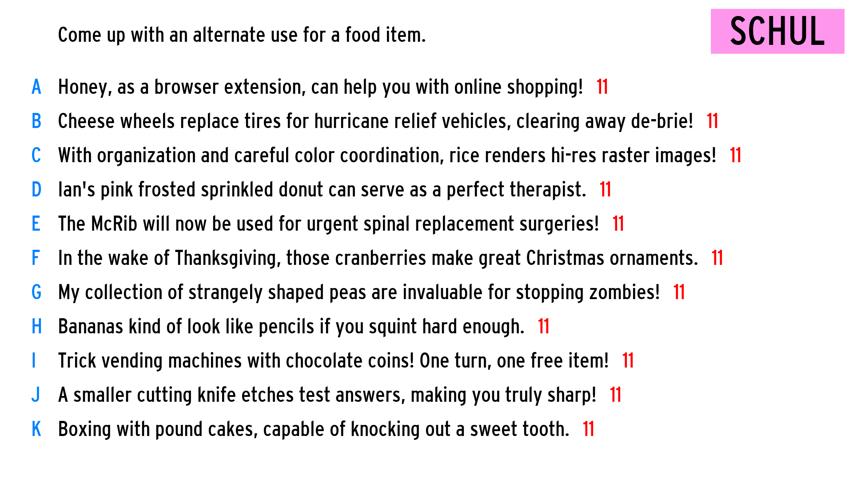 Come up with an alternate use for a food item.
SCHUL
A Honey, as a browser extension, can help you with online shopping! 11
B Cheese wheels replace tires for hurricane relief vehicles, clearing away de-brie! 11
C With organization and careful color coordination, rice renders hi-res raster images! 11
D Ian's pink frosted sprinkled donut can serve as a perfect therapist. 11
E The McRib will now be used for urgent spinal replacement surgeries! 11
F In the wake of Thanksgiving, those cranberries make great Christmas ornaments. 11
G My collection of strangely shaped peas are invaluable for stopping zombies! 11
H Bananas kind of look like pencils if you squint hard enough. 11
I Trick vending machines with chocolate coins! One turn, one free item! 11
J A smaller cutting knife etches test answers, making you truly sharp! 11
K Boxing with pound cakes, capable of knocking out a sweet tooth. 11